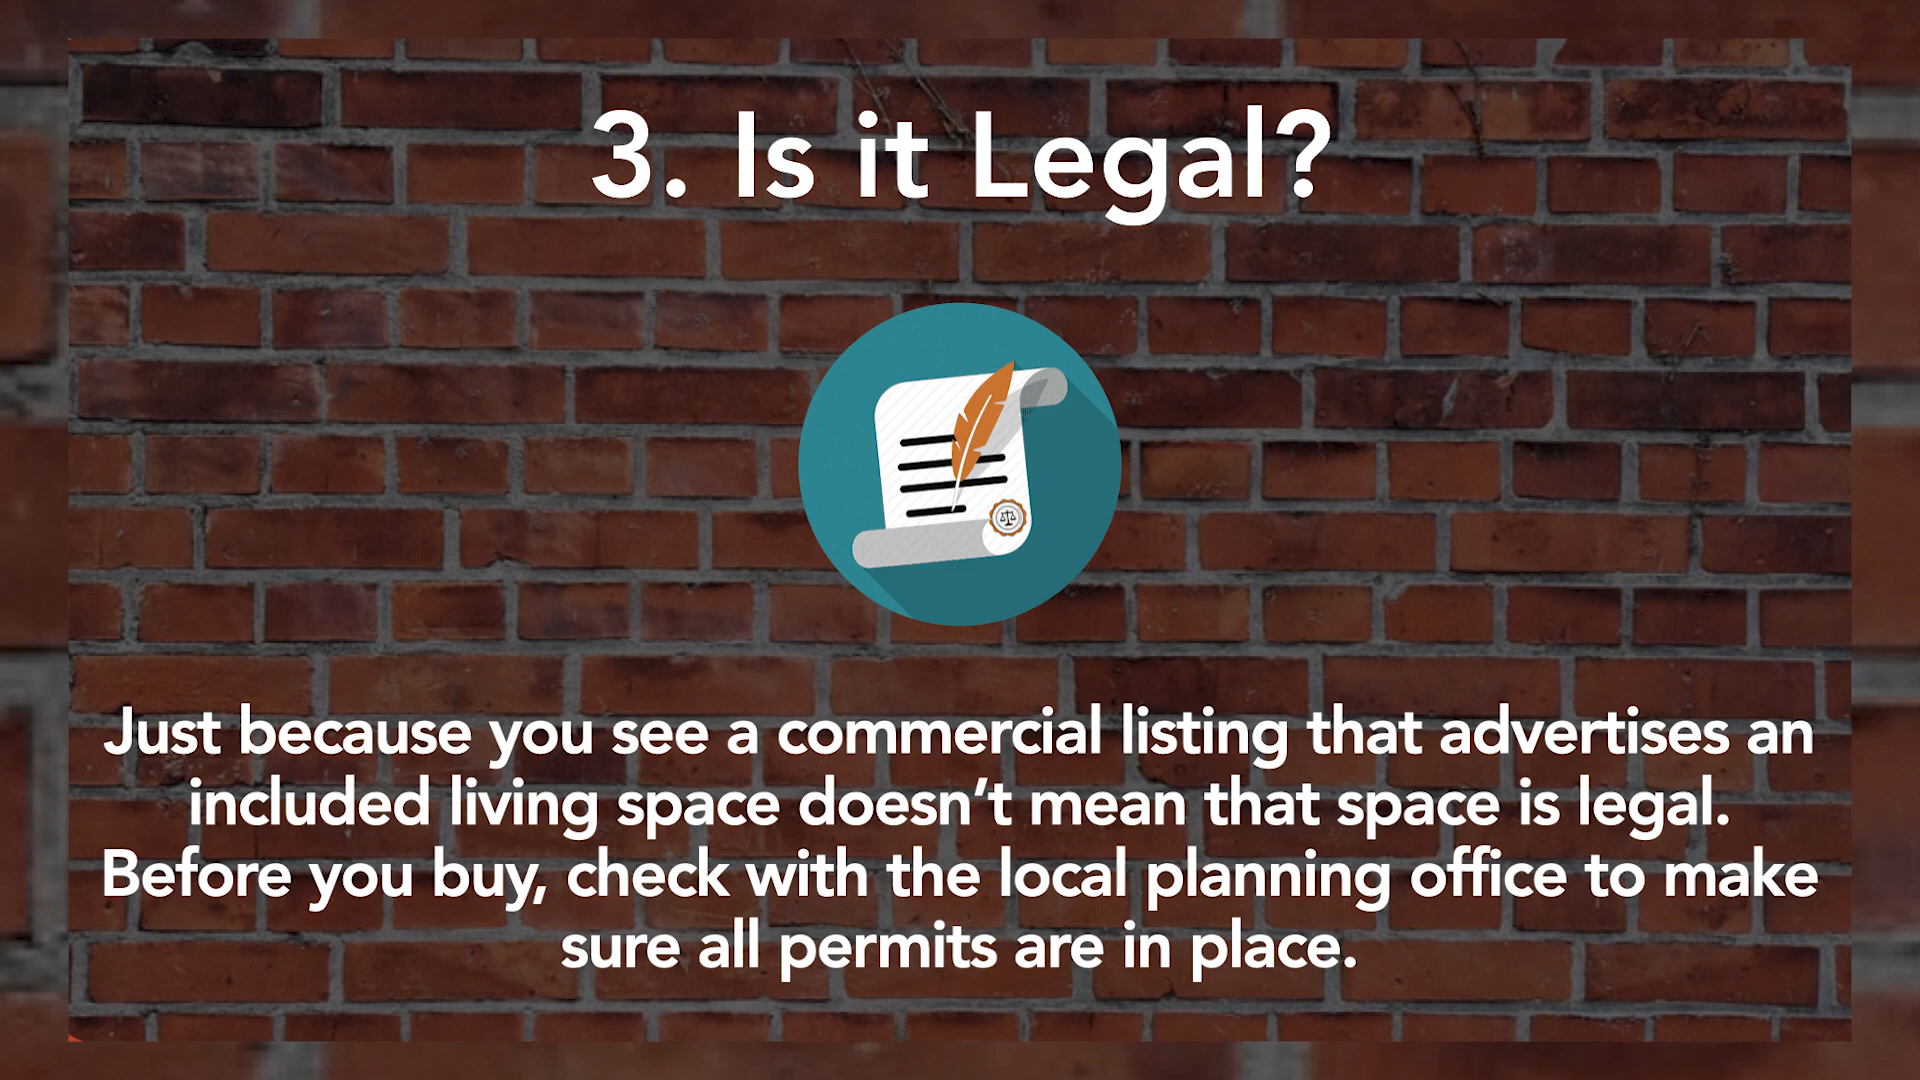 3. Is it Legal?
Just because you see a commercial listing that advertises an
included living space doesn’t mean that space is legal.
Before you buy, check with the local planning office to make
sure all permits are in place.